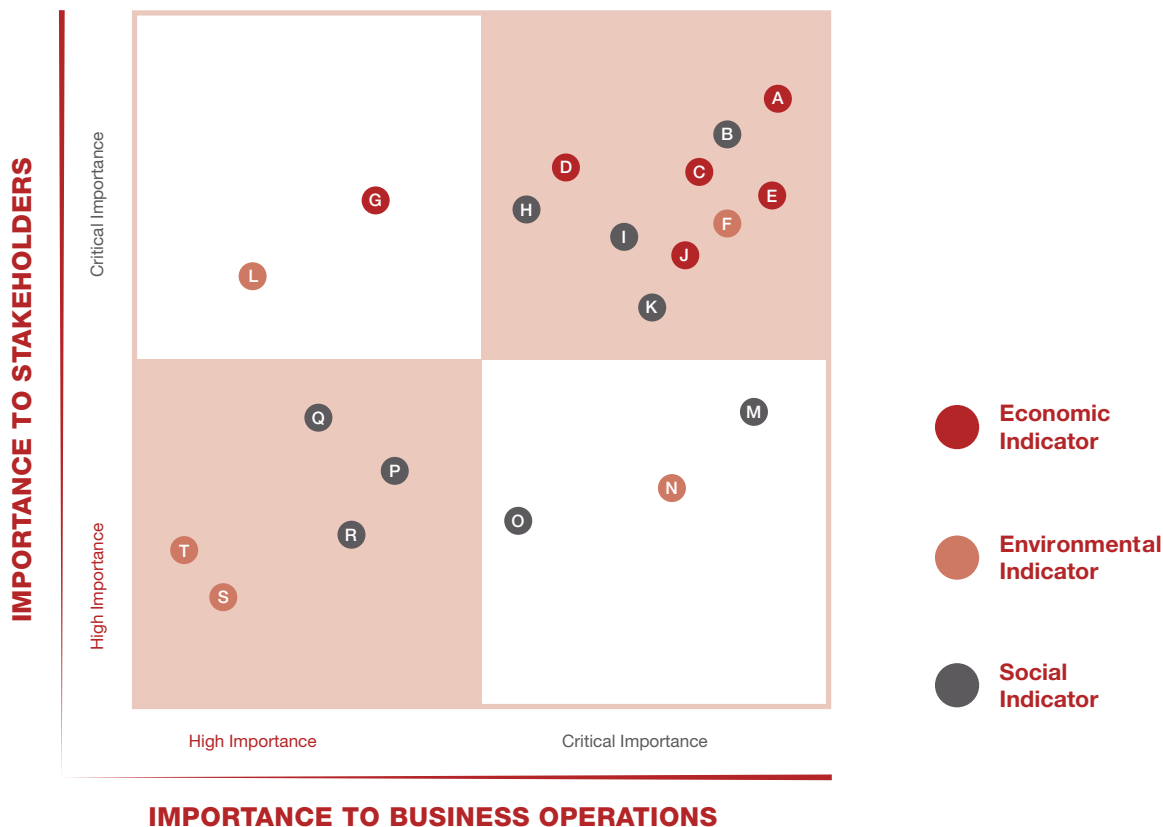 IMPORTANCE TO STAKEHOLDERS
Critical Importance
High Importance
A
B
D
C
E
G
H
F
I
J
L
K
M
Q
P
N
O
R
T
S
Economic
Indicator
Environmental
Indicator
Social
Indicator
High Importance
Critical Importance
IMPORTANCE TO BUSINESS OPERATIONS